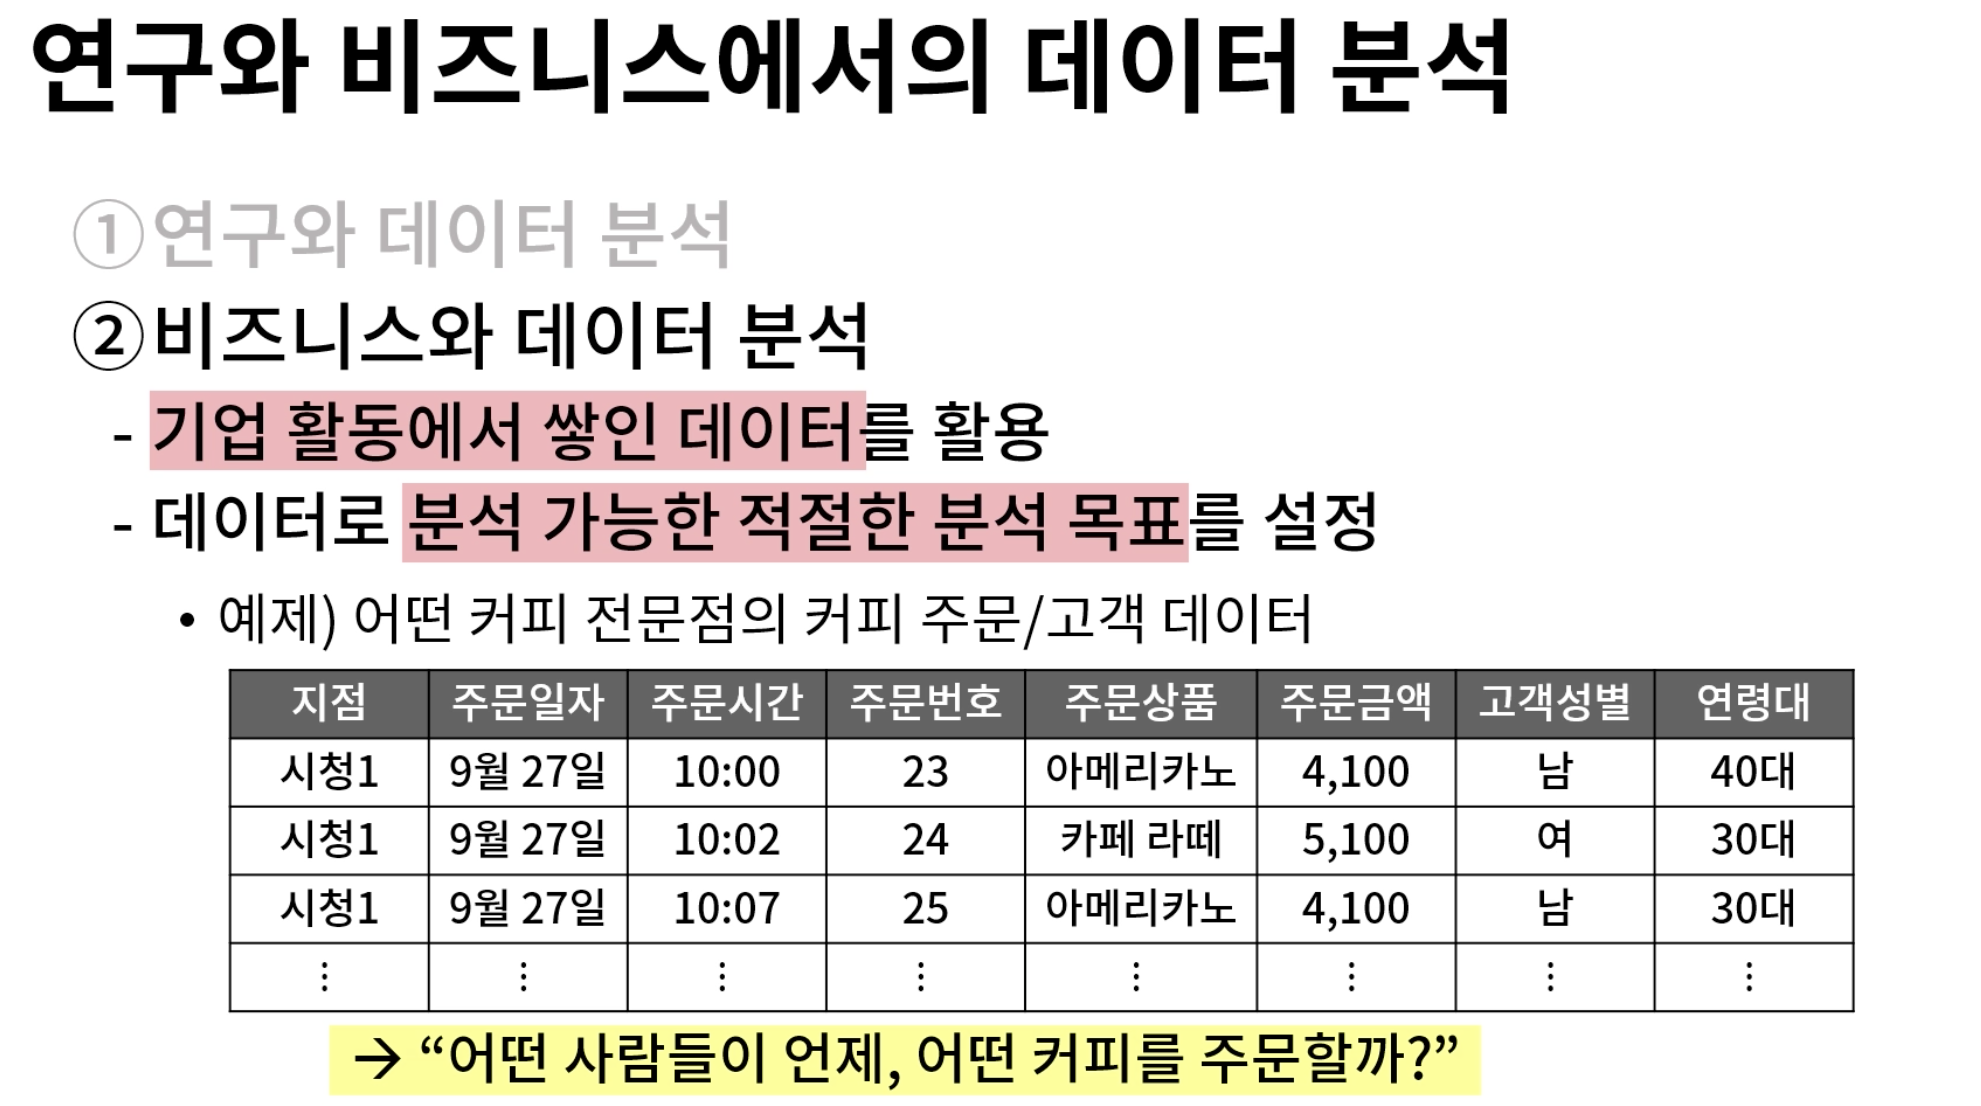 연구와 비즈니스에서의 데이터 분석
①연구와 데이터 분석
②비즈니스와 데이터 분석
- 기업 활동에서 쌓인 데이터를 활용
- 데이터로 분석 가능한 적절한 분석 목표를 설정
• 예제) 어떤 커피 전문점의 커피 주문/고객 데이터
지점 주문일자 주문시간 주문번호 주문상품 주문금액 고객성별 연령대
시청1 9월 27일 10:00 23 아메리카노 4,100 남 40대
시청1 9월 27일 10:02 24 카페 라떼 5,100 여 30대
시청1 9월 27일 10:07 25 아메리카노 4,100 남 30대
⋮ ⋮ ⋮ ⋮ ⋮ ⋮ ⋮ ⋮
→ “어떤 사람들이 언제, 어떤 커피를 주문할까?”